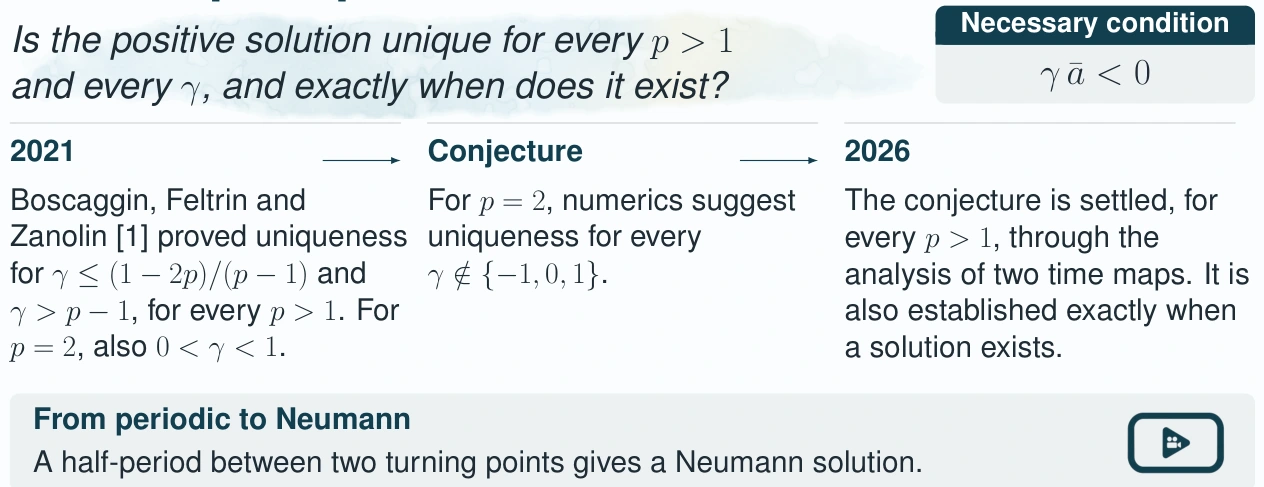 Is the positive solution unique for every p > 1
and every γ, and exactly when does it exist?
Necessary condition
γ ā < 0
2021
Boscaggin, Feltrin and
Zanolin [1] proved uniqueness
for γ ≤ (1 − 2p)/(p − 1) and
γ > p − 1, for every p > 1. For
p = 2, also 0 < γ < 1.
Conjecture
For p = 2, numerics suggest
uniqueness for every
γ ∉ {−1, 0, 1}.
2026
The conjecture is settled, for
every p > 1, through the
analysis of two time maps. It is
also established exactly when
a solution exists.
From periodic to Neumann
A half-period between two turning points gives a Neumann solution.